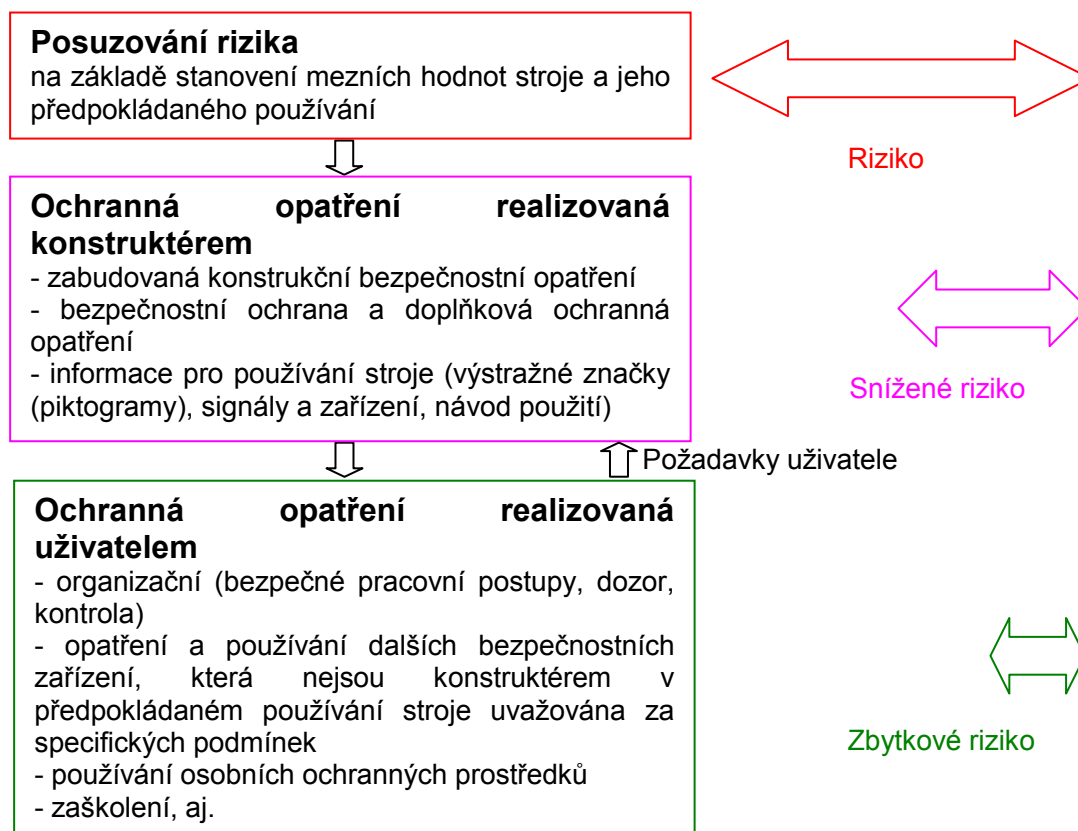 Posuzování rizika
na základě stanovení mezních hodnot stroje a jeho
předpokládaného používání
Riziko
Ochranná opatření realizovaná
konstruktérem
- zabudovaná konstrukční bezpečnostní opatření
- bezpečnostní ochrana a doplňková ochranná
opatření
- informace pro používání stroje (výstražné značky
(piktogramy), signály a zařízení, návod použití)
Snížené riziko
Požadavky uživatele
Ochranná opatření realizovaná
uživatelem
- organizační (bezpečné pracovní postupy, dozor,
kontrola)
- opatření a používání dalších bezpečnostních
zařízení, která nejsou konstruktérem v
předpokládaném používání stroje uvažována za
specifických podmínek
- používání osobních ochranných prostředků
- zaškolení, aj.
Zbytkové riziko